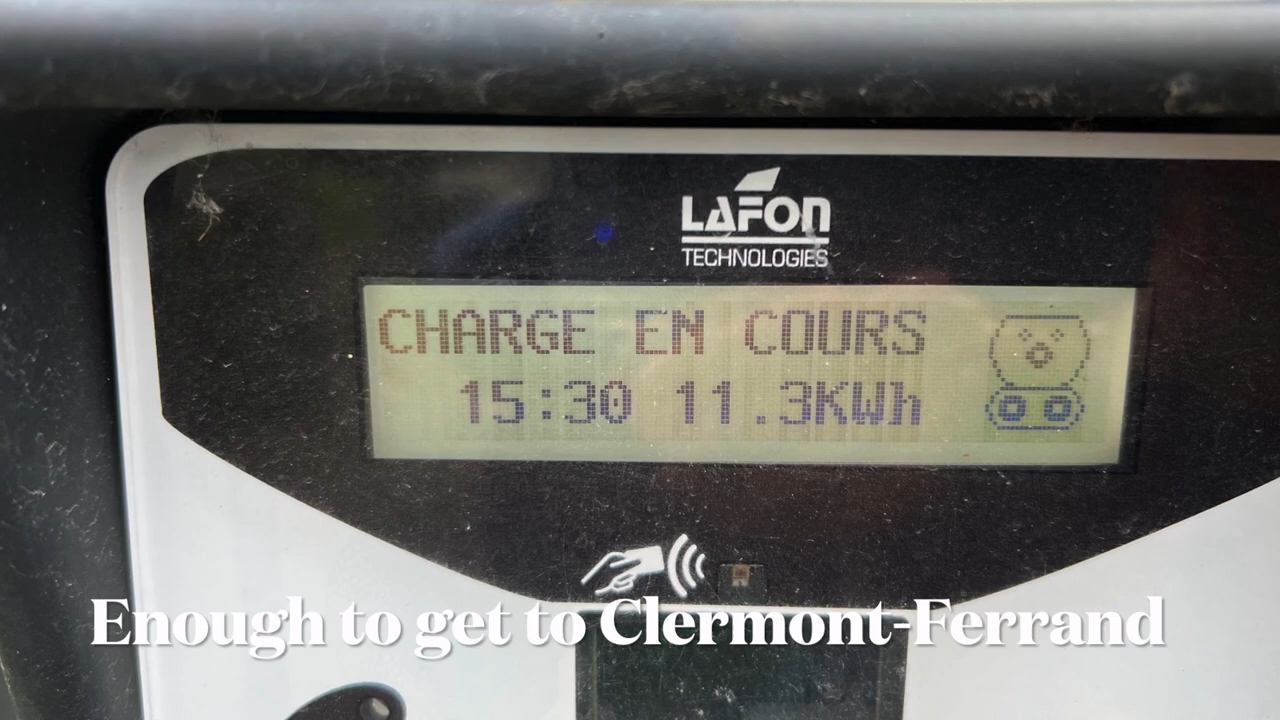 LAFON
TECHNOLOGIES
CHARGE EN COURS
15:30 11.3KWh
Enough to get to Clermont-Ferrand